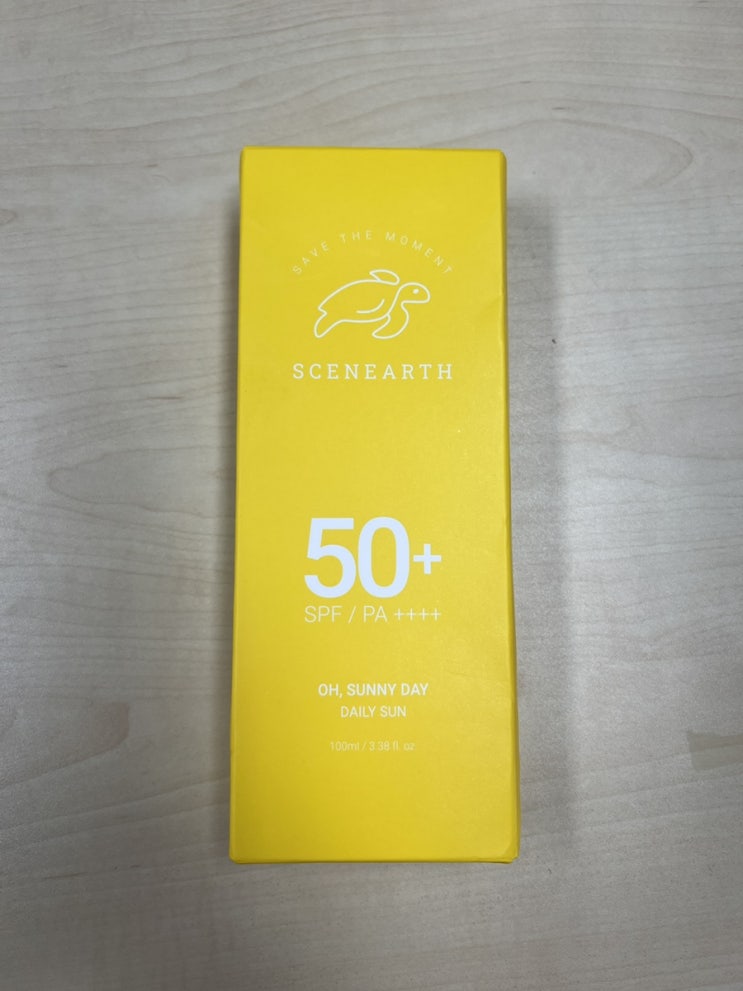 SAVE THE MOMENT
SCENEARTH
50+
SPF / PA ++++
OH, SUNNY DAY
DAILY SUN
100ml / 3.38 fl. oz